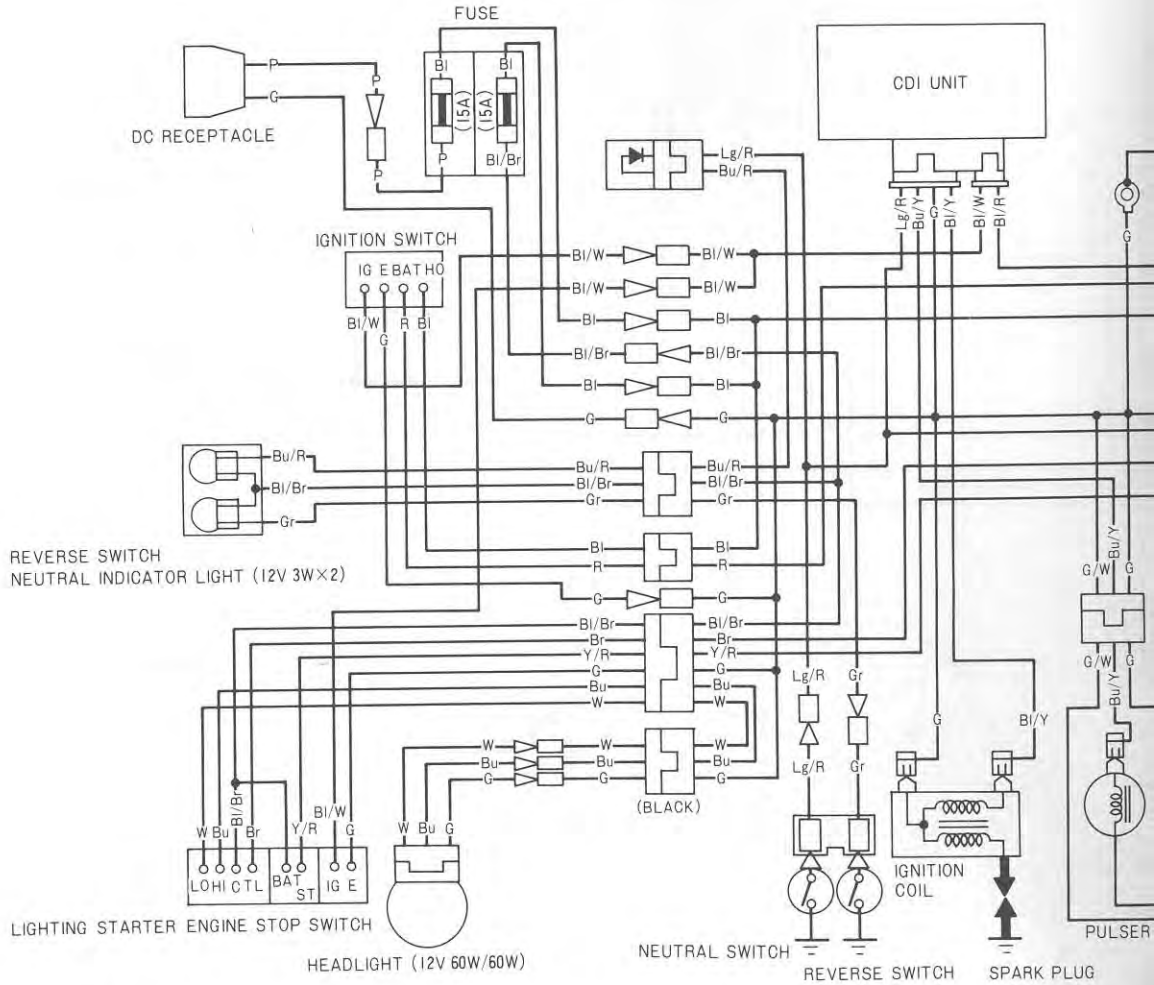 FUSE
DC RECEPTACLE
P
G
P
P
Bl
(15A)
P
Bl
(15A)
Bl/Br
CDI UNIT
Lg/R
Bu/R
Lg/R
Bu/Y
G
Bl/Y
Bl/W
Bl/R
G
IGNITION SWITCH
IG E BAT HO
Bl/W
G
R
Bl
Bl/W Bl/W
Bl/W Bl/W
Bl Bl
Bl/Br Bl/Br
Bl Bl
G G
Bu/R Bu/R Bu/R
Bl/Br Bl/Br Bl/Br
Gr Gr Gr
REVERSE SWITCH
NEUTRAL INDICATOR LIGHT (12V 3W×2)
Bl Bl
R R
G G
Bl/Br Bl/Br
Br Br
Y/R Y/R
G G
Bu Bu
W W
W W W
Bu Bu Bu
G G G
(BLACK)
W
Bu
Bl/Br
Br
Y/R
Bl/W
G
LO HI C TL
BAT ST
IG E
LIGHTING STARTER ENGINE STOP SWITCH
W
Bu
G
HEADLIGHT (12V 60W/60W)
Lg/R
Gr
Lg/R
Gr
NEUTRAL SWITCH
REVERSE SWITCH
G
Bl/Y
IGNITION
COIL
SPARK PLUG
G/W
Bu/Y
G
G/W
Bu/Y
G
PULSER